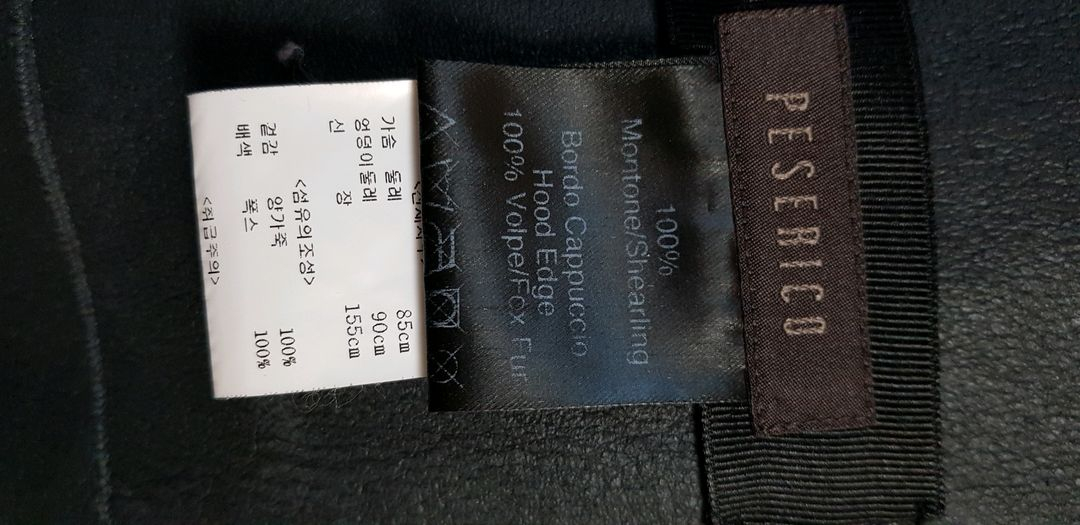 PESERICO
100%
Montone/Shearling
Bordo Cappuccio
Hood Edge
100% Volpe/Fox Fur
가슴 둘레 85cm
엉덩이둘레 90cm
신 장 155cm
<섬유의조성>
겉감 양가죽 100%
배색 폭스 100%
<취급주의>